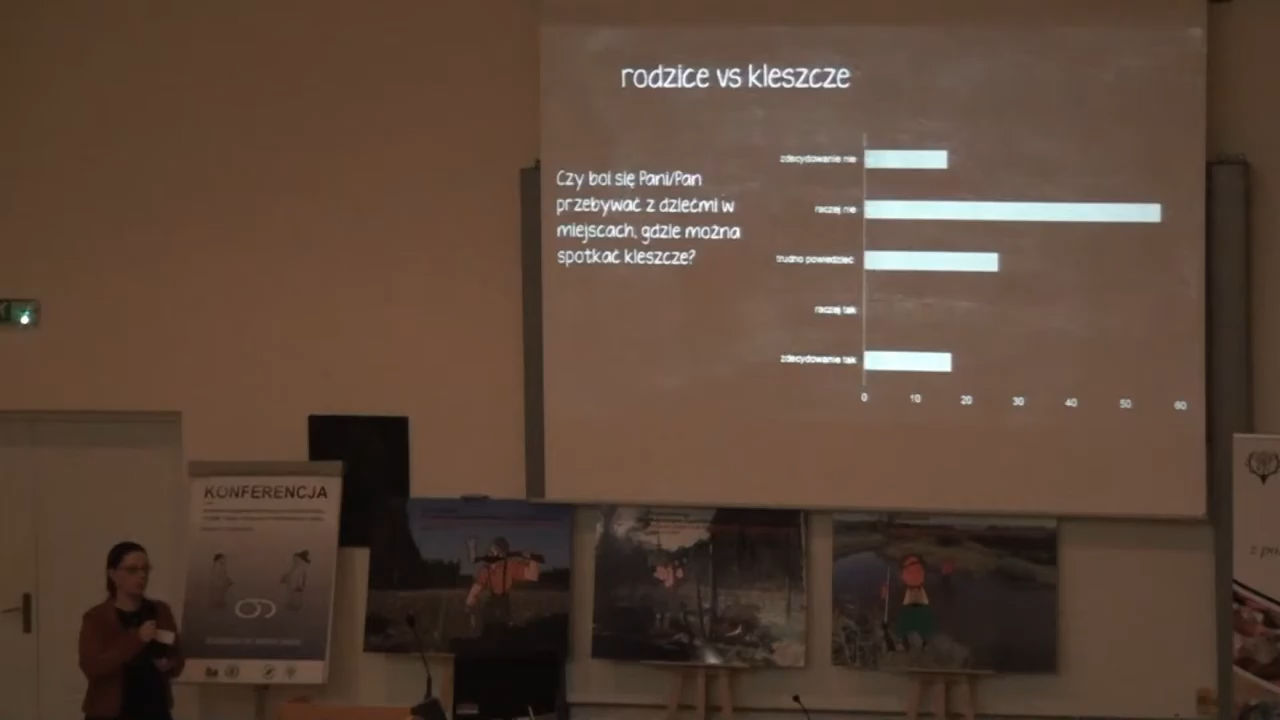 rodzice vs kleszcze
Czy boi się Pani/Pan
przebywać z dziećmi w
miejscach, gdzie można
spotkać kleszcze?
zdecydowanie nie
raczej nie
trudno powiedzieć
raczej tak
zdecydowanie tak
0 10 20 30 40 50 60
KONFERENCJA
z po